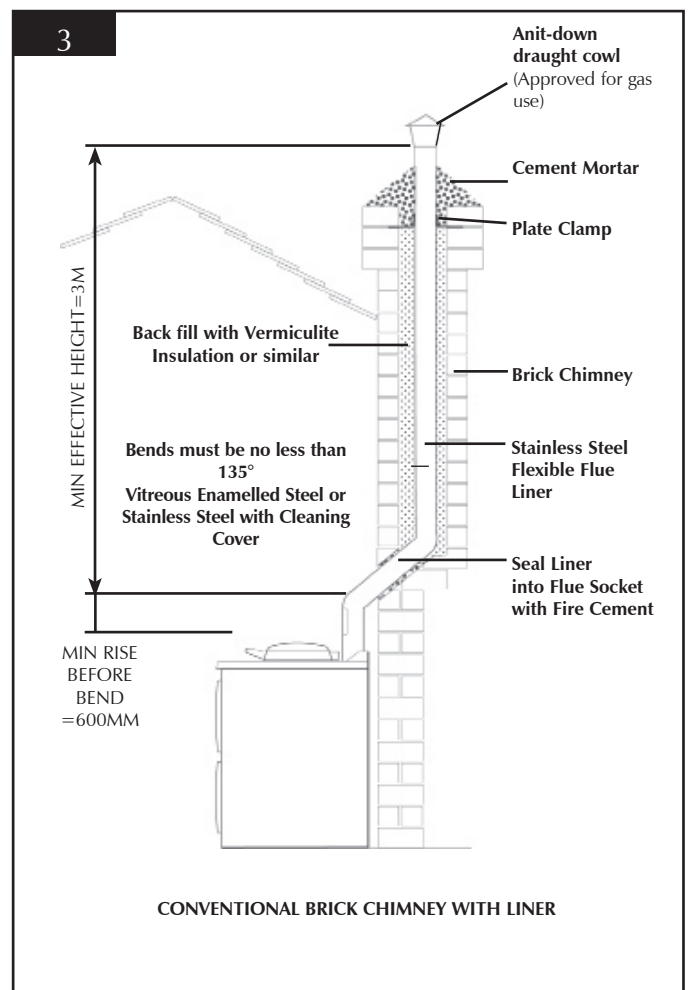 3
Anit-down
draught cowl
(Approved for gas
use)
Cement Mortar
Plate Clamp
MIN EFFECTIVE HEIGHT=3M
Back fill with Vermiculite
Insulation or similar
Brick Chimney
Bends must be no less than
135°
Vitreous Enamelled Steel or
Stainless Steel with Cleaning
Cover
Stainless Steel
Flexible Flue
Liner
Seal Liner
into Flue Socket
with Fire Cement
MIN RISE
BEFORE
BEND
=600MM
CONVENTIONAL BRICK CHIMNEY WITH LINER